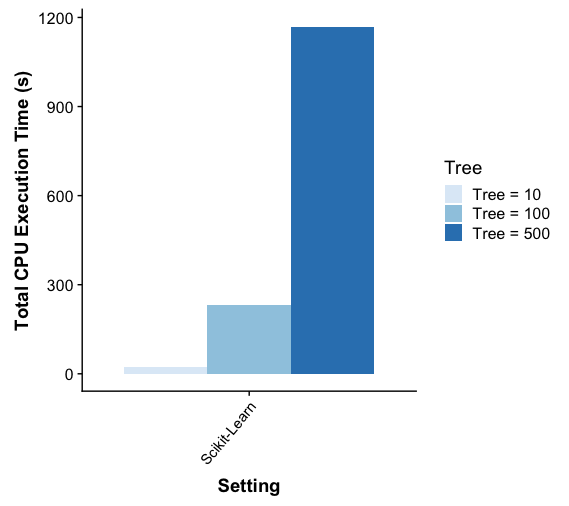 Total CPU Execution Time (s)
1200
900
600
300
0
Scikit-Learn
Setting
Tree
Tree = 10
Tree = 100
Tree = 500